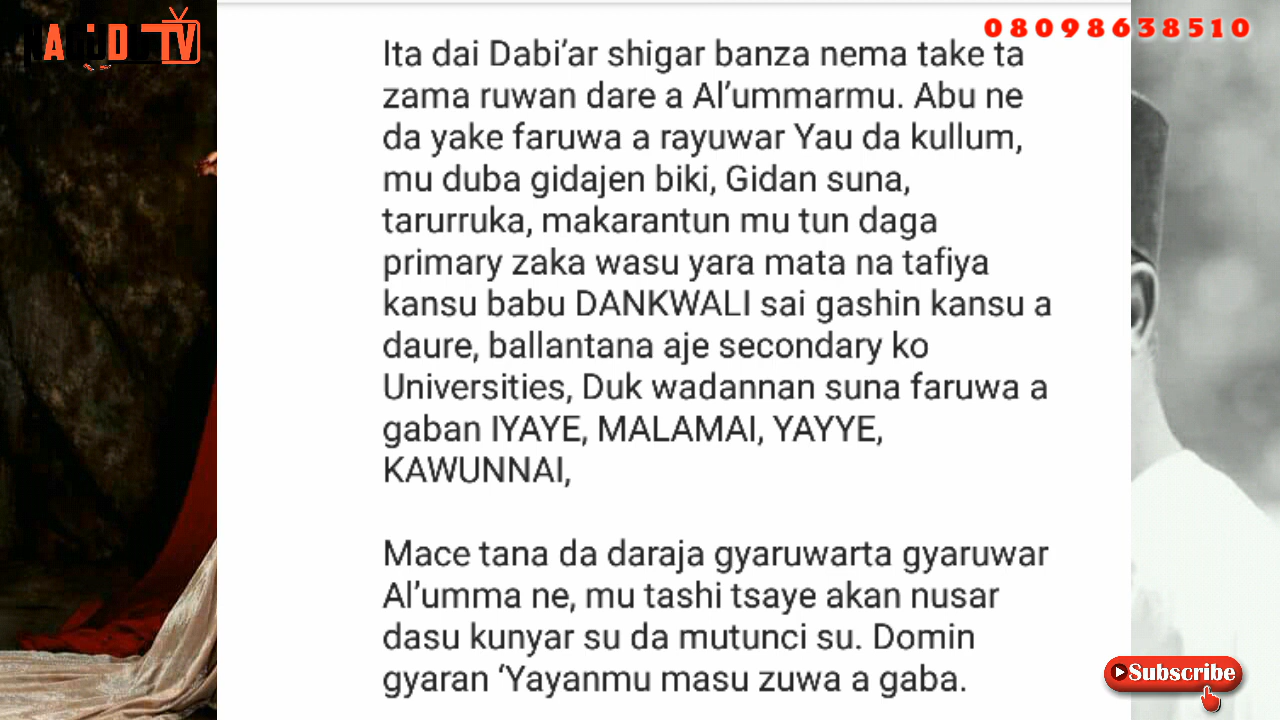 08098638510
TV
Ita dai Dabi’ar shigar banza nema take ta
zama ruwan dare a Al’ummarmu. Abu ne
da yake faruwa a rayuwar Yau da kullum,
mu duba gidajen biki, Gidan suna,
tarurruka, makarantun mu tun daga
primary zaka wasu yara mata na tafiya
kansu babu DANKWALI sai gashin kansu a
daure, ballantana aje secondary ko
Universities, Duk wadannan suna faruwa a
gaban IYAYE, MALAMAI, YAYYE,
KAWUNNAI,
Mace tana da daraja gyaruwarta gyaruwar
Al’umma ne, mu tashi tsaye akan nusar
dasu kunyar su da mutunci su. Domin
gyaran ‘Yayanmu masu zuwa a gaba.
Subscribe